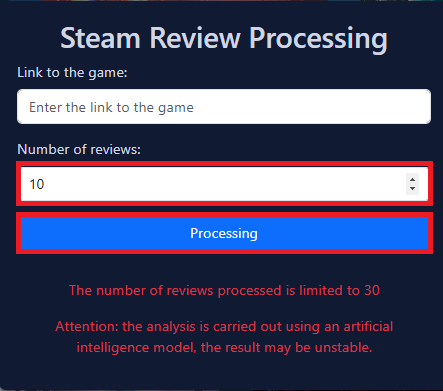 Steam Review Processing
Link to the game:
Enter the link to the game
Number of reviews:
10
Processing
The number of reviews processed is limited to 30
Attention: the analysis is carried out using an artificial
intelligence model, the result may be unstable.